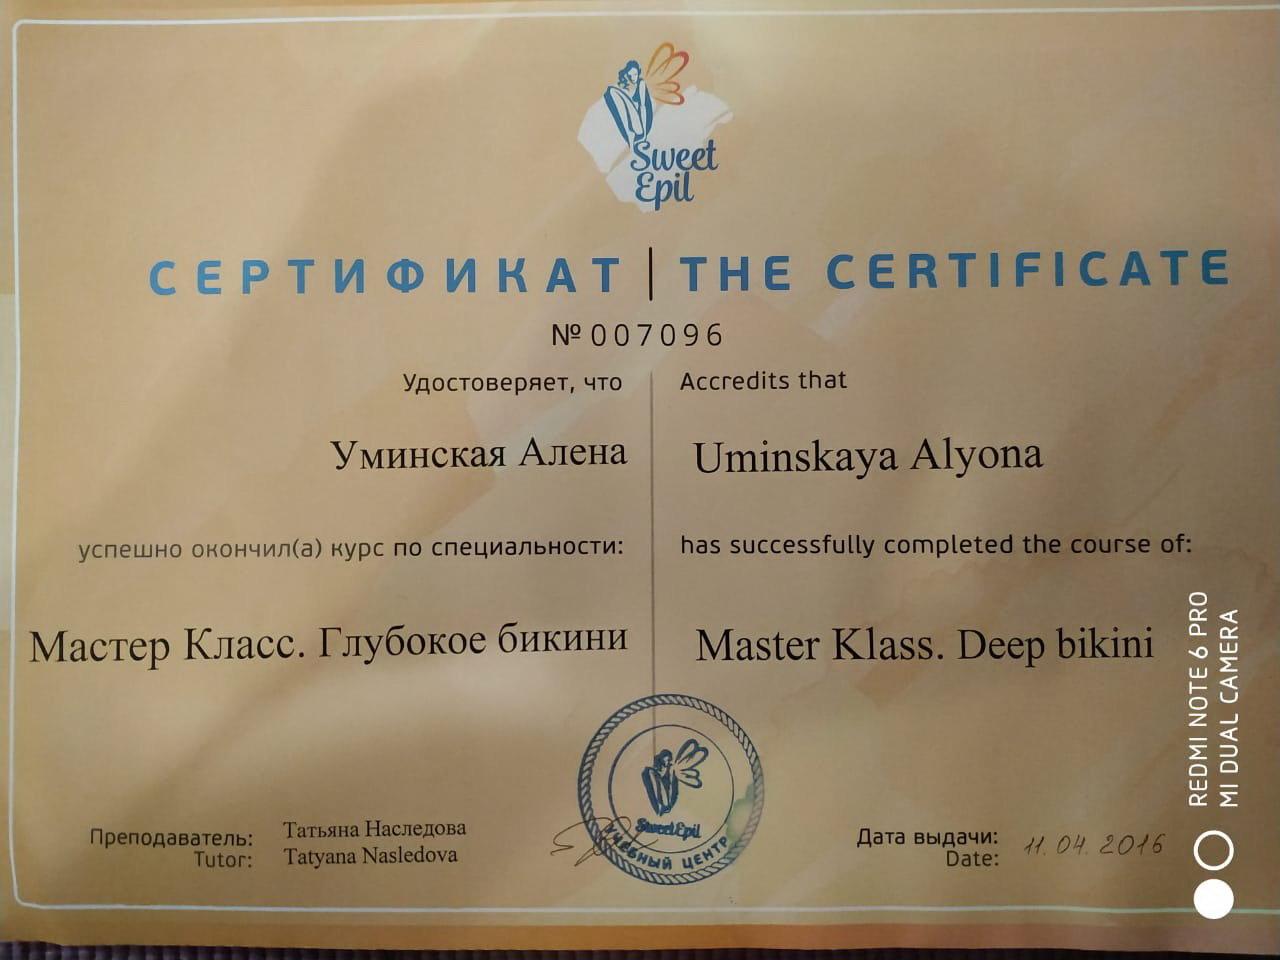 Sweet
Epil
СЕРТИФИКАТ | THE CERTIFICATE
№007096
Удостоверяет, что
Accredits that
Уминская Алена
Uminskaya Alyona
успешно окончил(а) курс по специальности:
has successfully completed the course of:
Мастер Класс. Глубокое бикини
Master Klass. Deep bikini
Sweet Epil
УЧЕБНЫЙ ЦЕНТР
Преподаватель: Татьяна Наследова
Tutor: Tatyana Nasledova
Дата выдачи:
Date: 11.04.2016
REDMI NOTE 6 PRO
MI DUAL CAMERA